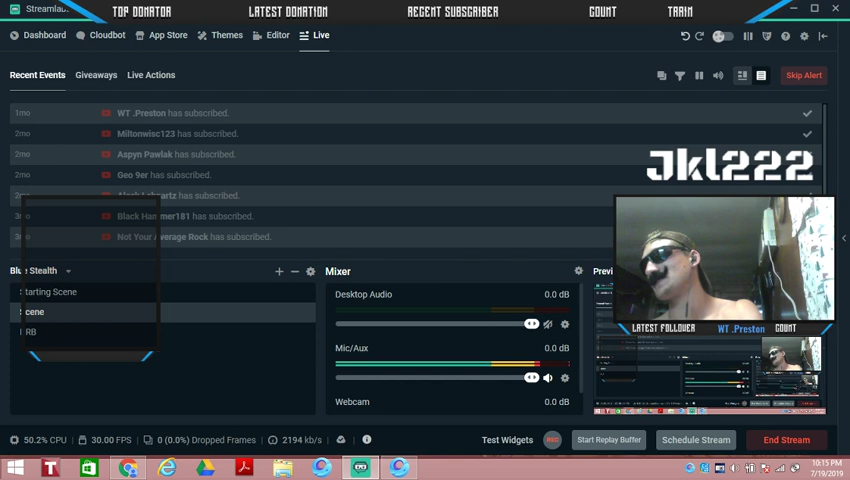 TOP DONATOR LATEST DONATION RECENT SUBSCRIBER COUNT TRAIN
Dashboard Cloudbot App Store Themes Editor Live
Recent Events Giveaways Live Actions Skip Alert
1mo WT .Preston has subscribed.
2mo Miltonwisc123 has subscribed.
2mo Aspyn Pawlak has subscribed.
2mo Geo 9er has subscribed.
has subscribed.
Black Hammer181 has subscribed.
Not Your Average Rock has subscribed.
Jkl222
Blue Stealth Mixer
Starting Scene
Scene
Desktop Audio 0.0 dB
Mic/Aux 0.0 dB
Webcam 0.0 dB
LATEST FOLLOWER WT .Preston COUNT
50.2% CPU 30.00 FPS 0 (0.0%) Dropped Frames 2194 kb/s Test Widgets REC Start Replay Buffer Schedule Stream End Stream
10:15 PM
7/19/2019